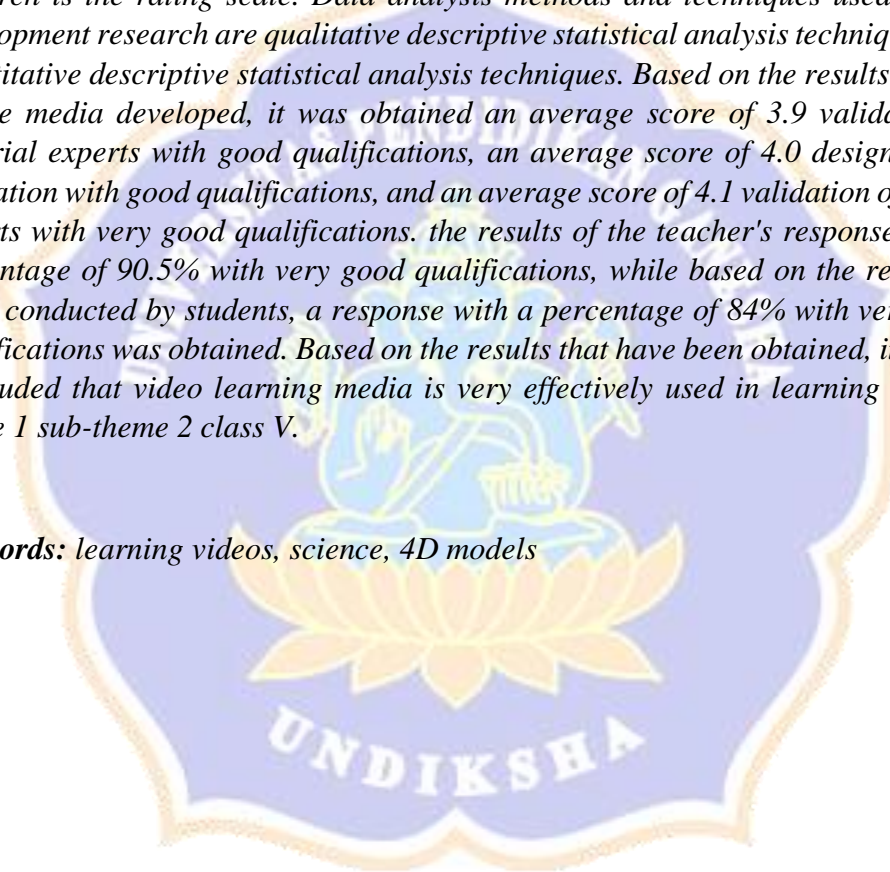 rch is the rating scale. Data analysis methods and techniques used
opment research are qualitative descriptive statistical analysis techniq
titative descriptive statistical analysis techniques. Based on the results
e media developed, it was obtained an average score of 3.9 valida
rial experts with good qualifications, an average score of 4.0 design
ation with good qualifications, and an average score of 4.1 validation o
ts with very good qualifications. the results of the teacher's response
ntage of 90.5% with very good qualifications, while based on the re
conducted by students, a response with a percentage of 84% with ver
fications was obtained. Based on the results that have been obtained, i
uded that video learning media is very effectively used in learning
e 1 sub-theme 2 class V.
ords: learning videos, science, 4D models
UNIVERSITAS PENDIDIKAN GANESHA
UNDIKSHA